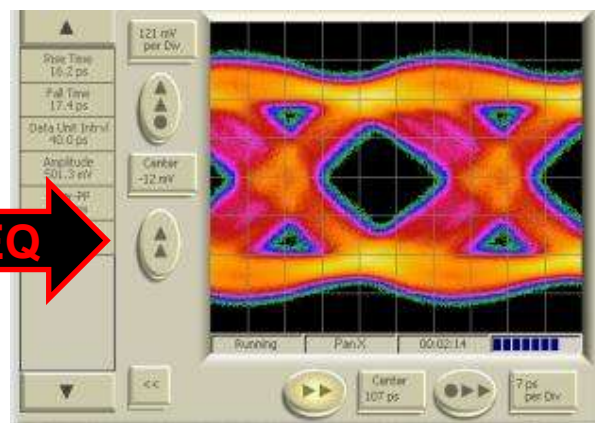 121 mV
per Div
Rise Time
16.2 ps
Fall Time
17.4 ps
Data Unit Intrvl
40.0 ps
Amplitude
501.3 mV
Center
-12 mV
EQ
Running
Pan X
00:02:14
<<
Center
107 ps
7 ps
per Div